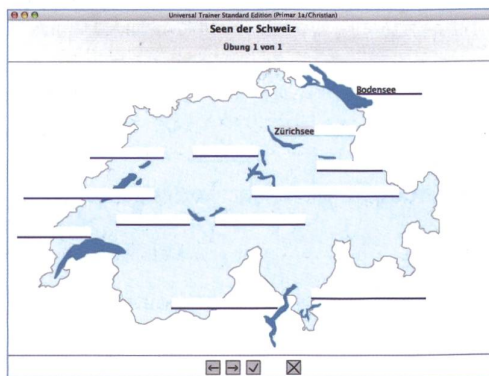 Universal Trainer Standard Edition (Primar 1a/Christian)
Seen der Schweiz
Übung 1 von 1
Bodensee
Zürichsee